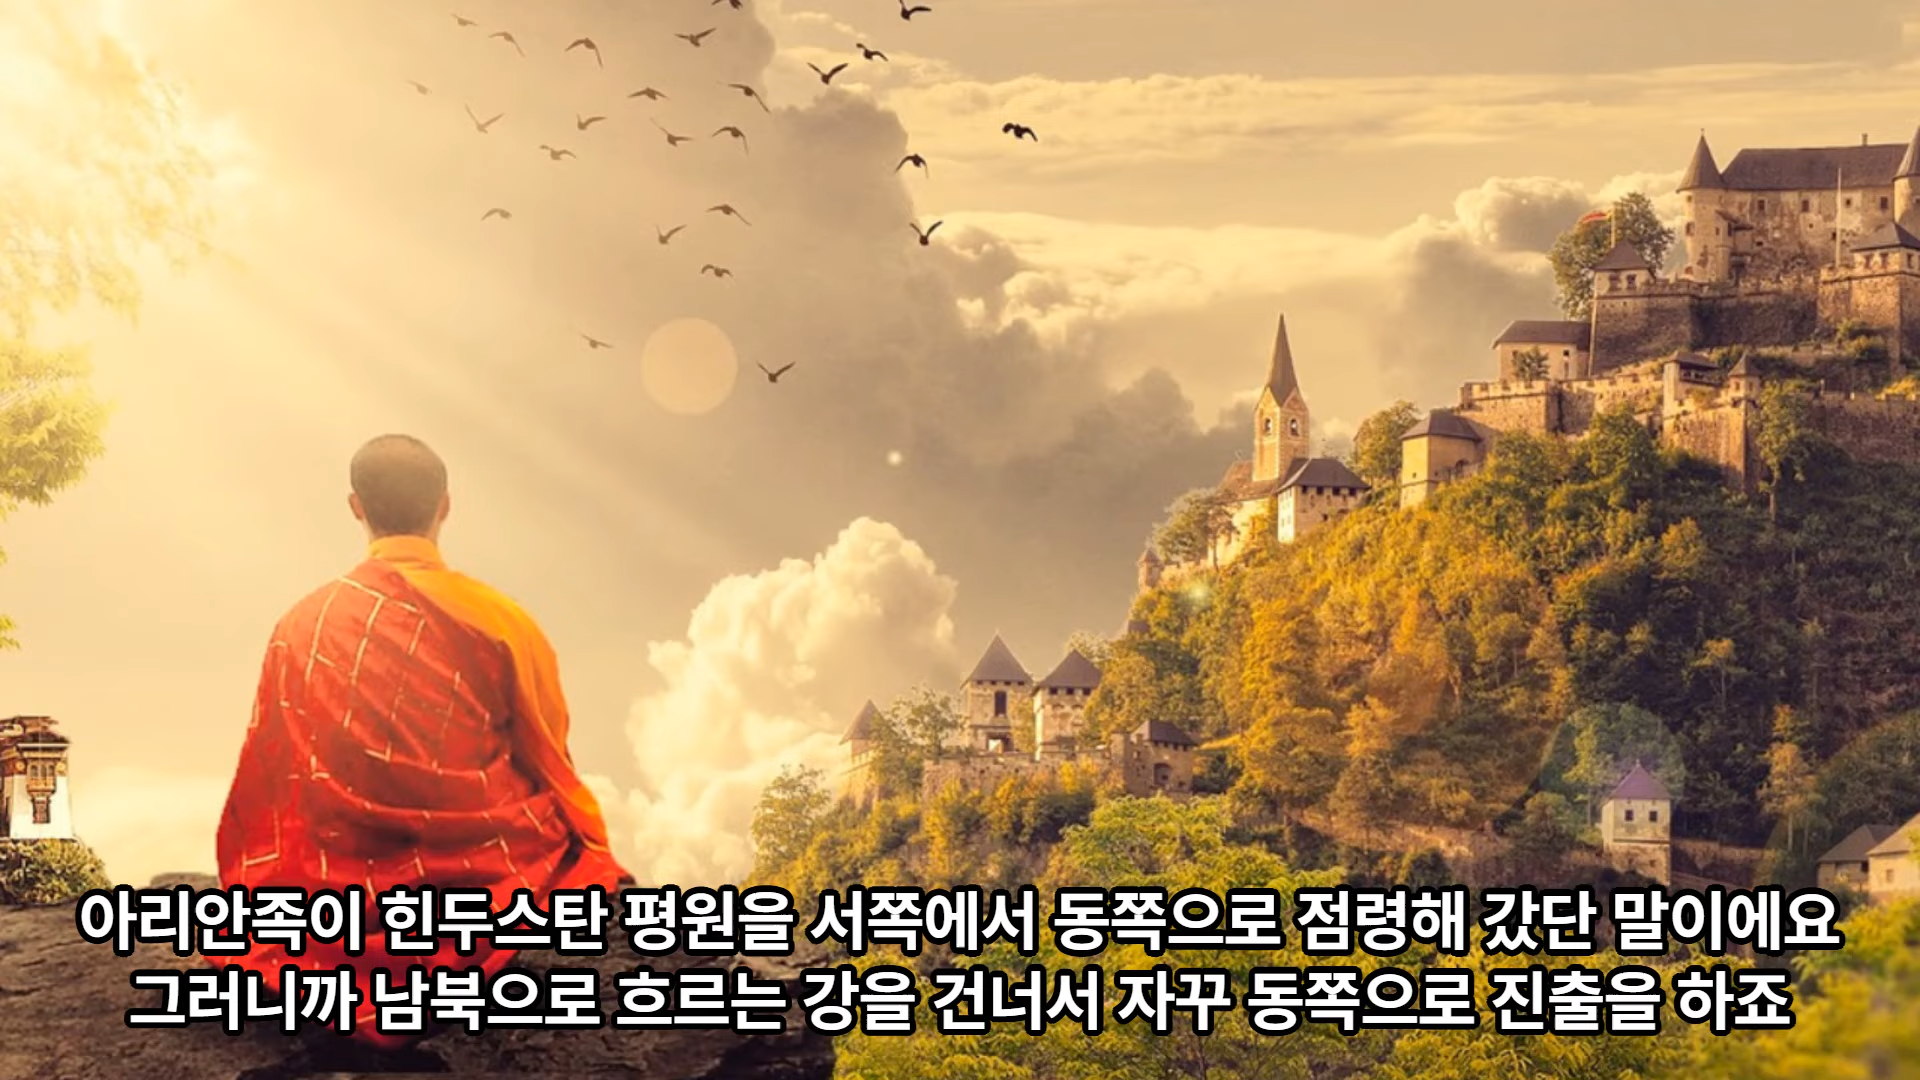 아리안족이 힌두스탄 평원을 서쪽에서 동쪽으로 점령해 갔단 말이에요
그러니까 남북으로 흐르는 강을 건너서 자꾸 동쪽으로 진출을 하죠